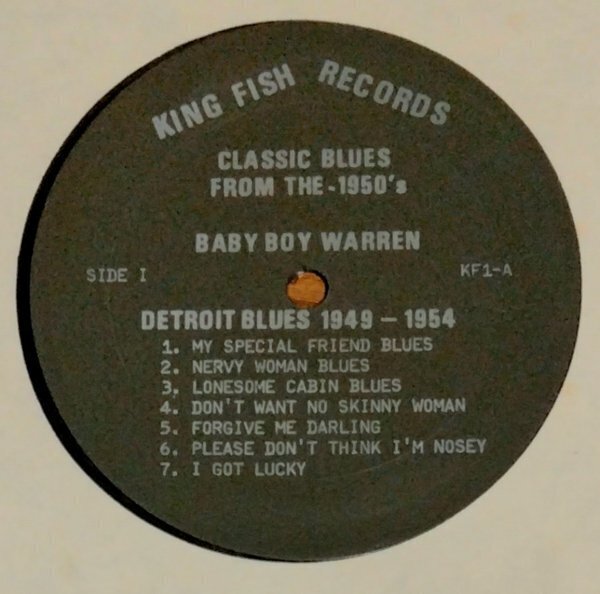 KING FISH RECORDS
CLASSIC BLUES
FROM THE-1950's
BABY BOY WARREN
SIDE I
KF1-A
DETROIT BLUES 1949 - 1954
1. MY SPECIAL FRIEND BLUES
2. NERVY WOMAN BLUES
3. LONESOME CABIN BLUES
4. DON'T WANT NO SKINNY WOMAN
5. FORGIVE ME DARLING
6. PLEASE DON'T THINK I'M NOSEY
7. I GOT LUCKY